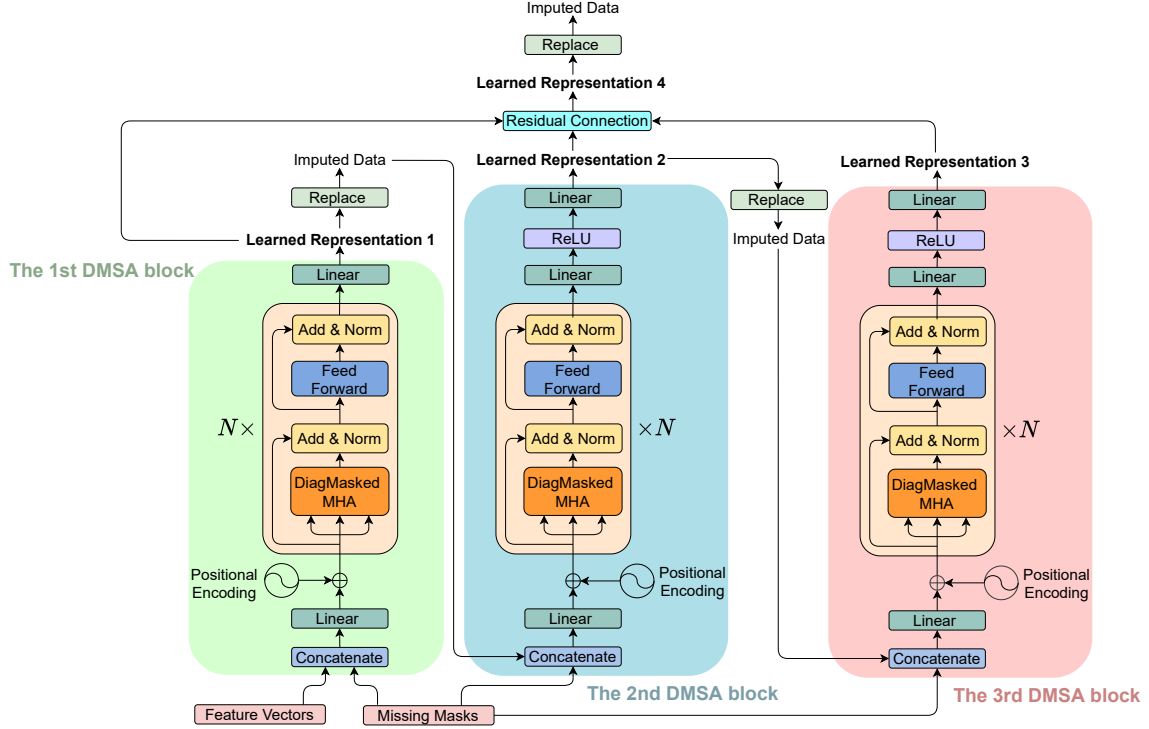 Imputed Data
Replace
Learned Representation 4
Residual Connection
Imputed Data
Replace
Learned Representation 1
The 1st DMSA block
Linear
Add & Norm
Feed
Forward
N×
Add & Norm
DiagMasked
MHA
Positional
Encoding
Linear
Concatenate
Feature Vectors
Missing Masks
Learned Representation 2
Linear
ReLU
Linear
Add & Norm
Feed
Forward
×N
Add & Norm
DiagMasked
MHA
Positional
Encoding
Linear
Concatenate
The 2nd DMSA block
Replace
Imputed Data
Learned Representation 3
Linear
ReLU
Linear
Add & Norm
Feed
Forward
×N
Add & Norm
DiagMasked
MHA
Positional
Encoding
Linear
Concatenate
The 3rd DMSA block